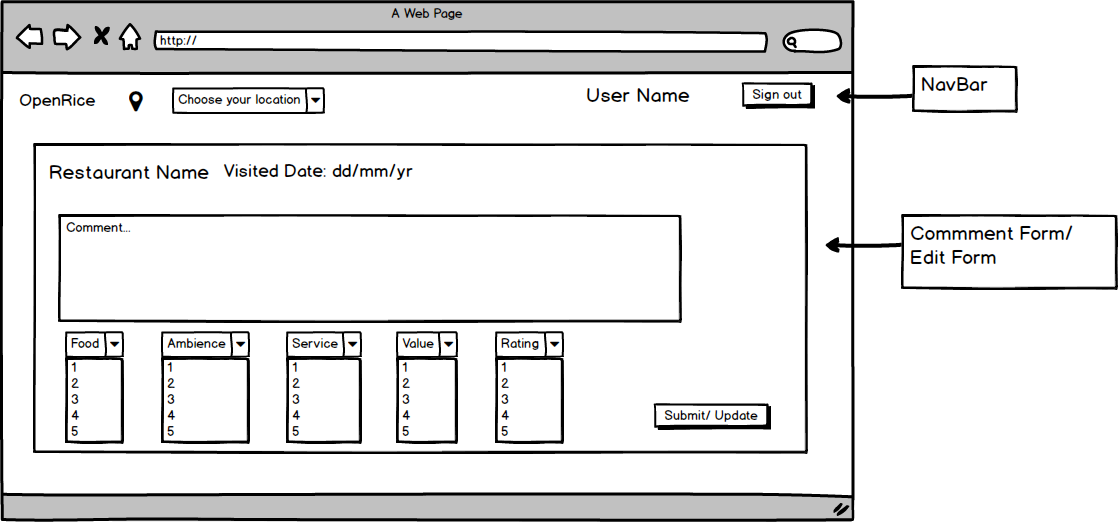 A Web Page
http://
OpenRice
Choose your location
User Name
Sign out
NavBar
Restaurant Name
Visited Date: dd/mm/yr
Comment...
Commment Form/
Edit Form
Food
1
2
3
4
5
Ambience
1
2
3
4
5
Service
1
2
3
4
5
Value
1
2
3
4
5
Rating
1
2
3
4
5
Submit/ Update